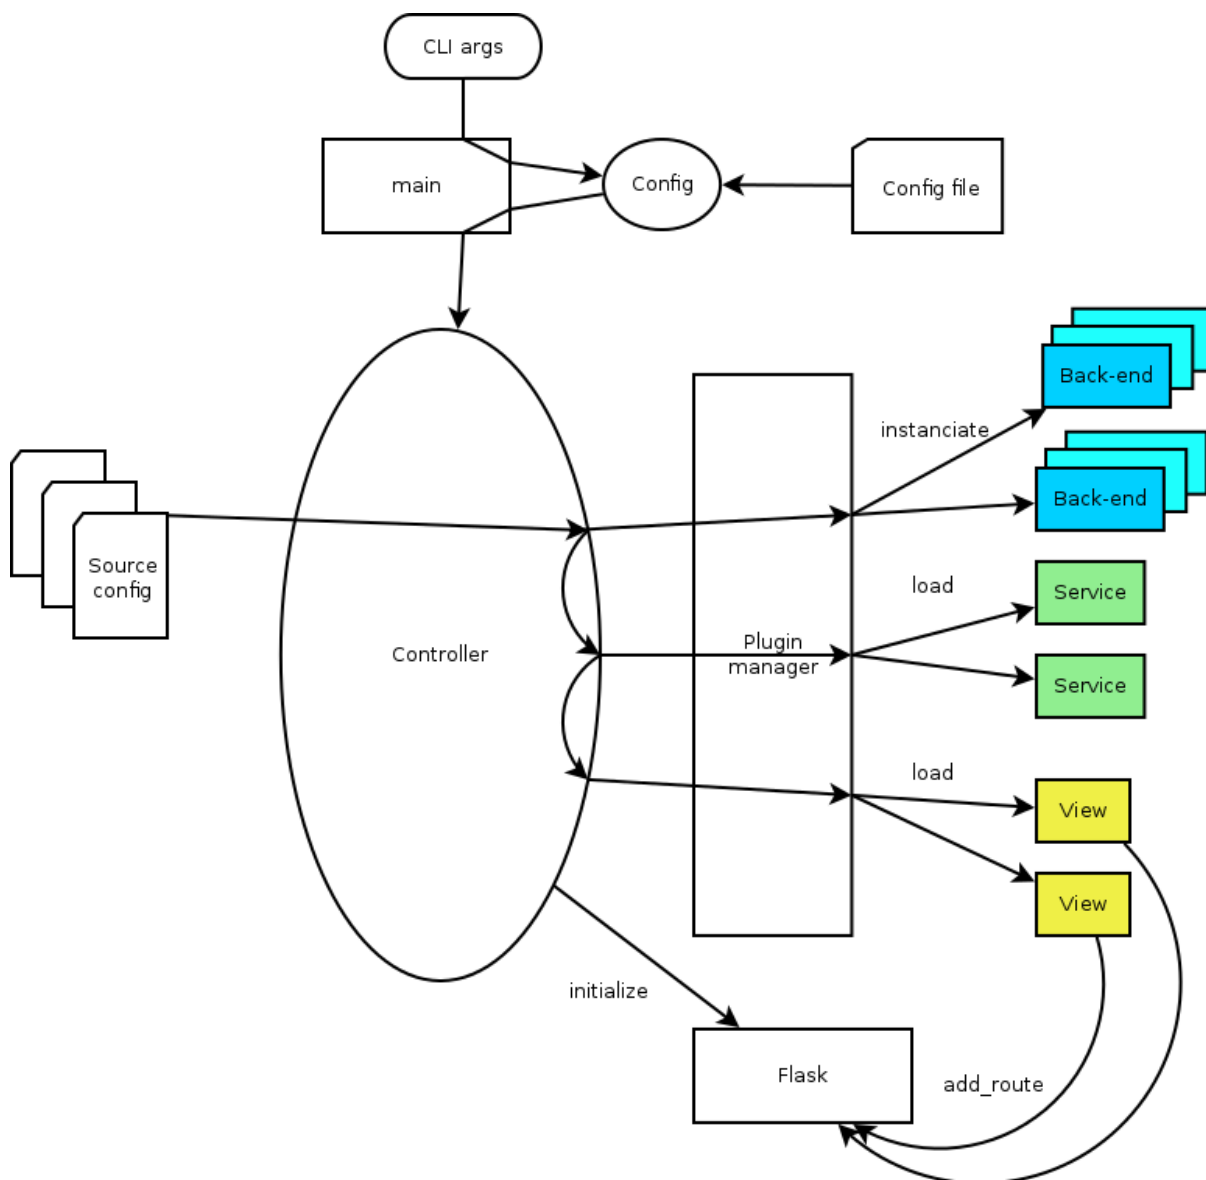 CLI args
main
Config
Config file
Back-end
instanciate
Back-end
Source
config
load
Service
Controller
Plugin
manager
Service
load
View
View
initialize
Flask
add_route